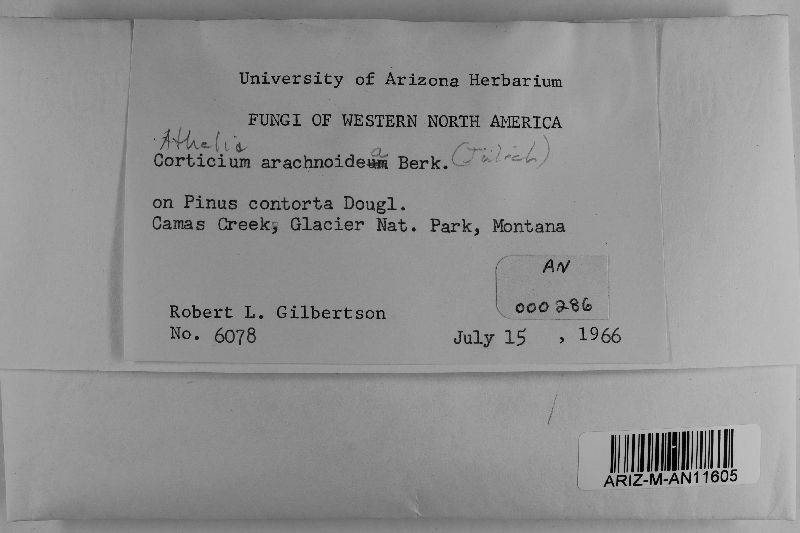 University of Arizona Herbarium
FUNGI OF WESTERN NORTH AMERICA
Athelia
Corticium arachnoideum a Berk. (Jülich)
on Pinus contorta Dougl.
Camas Creek, Glacier Nat. Park, Montana
AN
000286
Robert L. Gilbertson
No. 6078
July 15 , 1966
ARIZ-M-AN11605